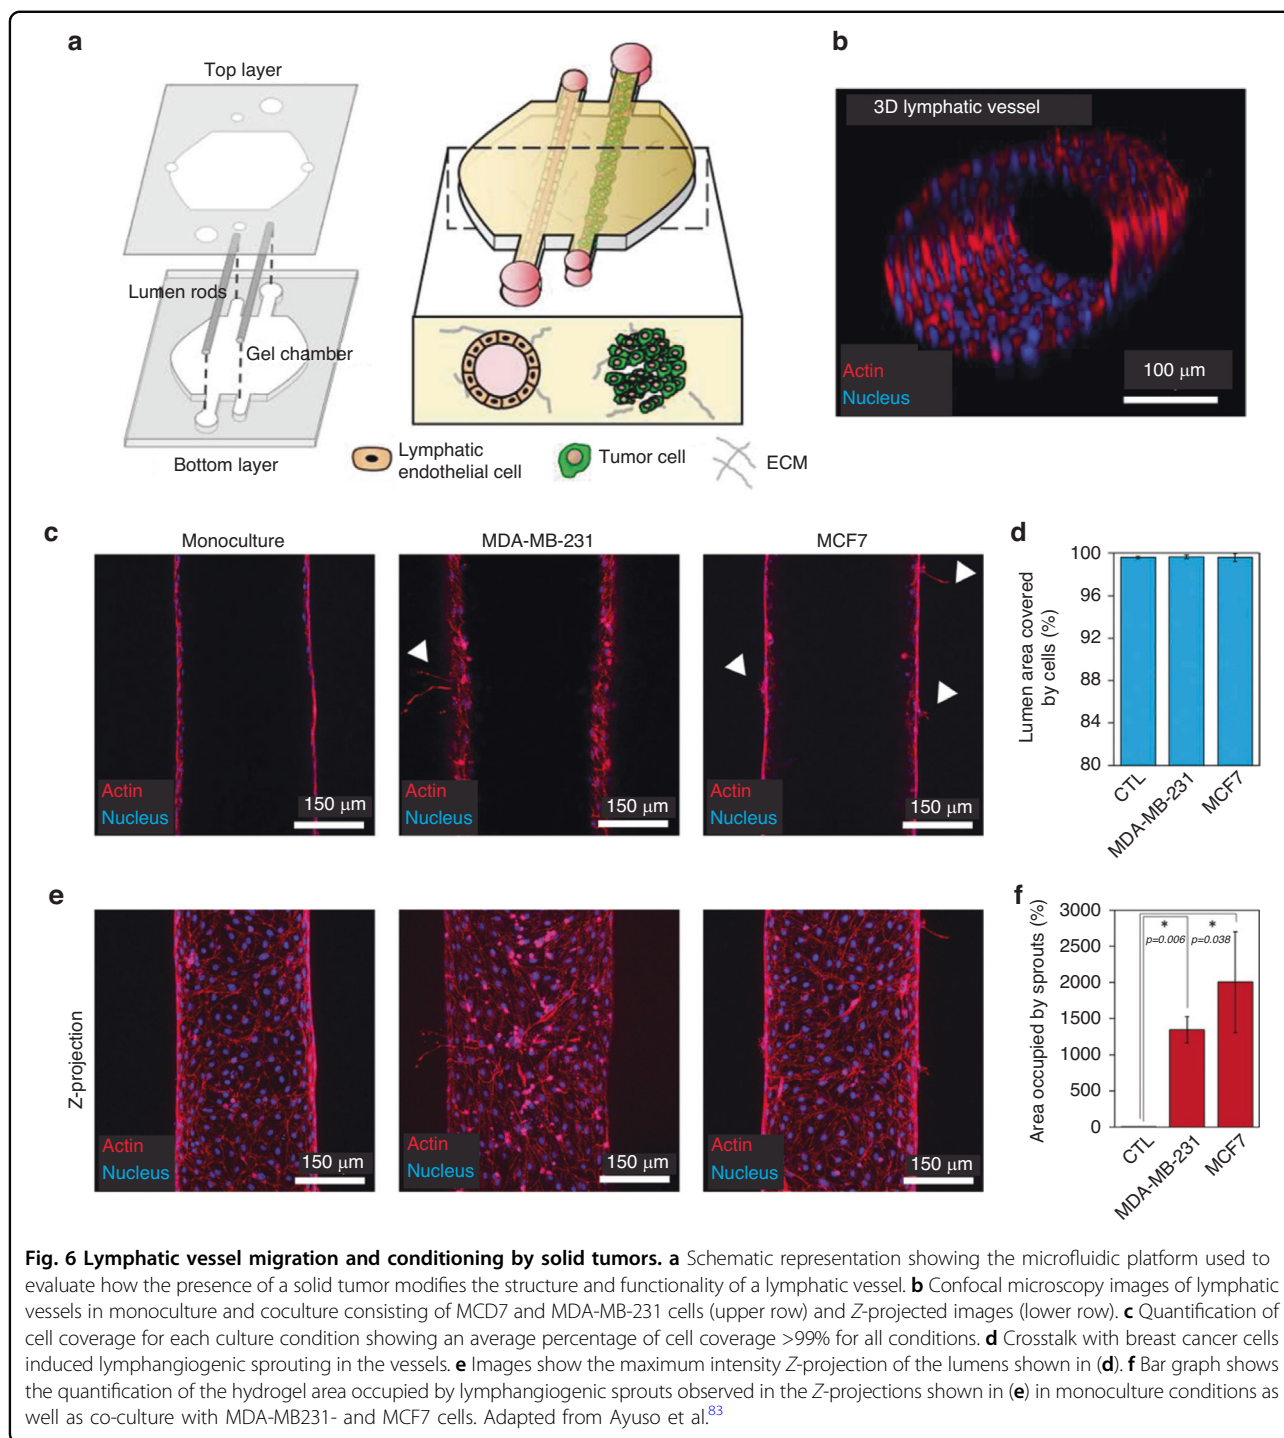 a
Top layer
Lumen rods
Gel chamber
Bottom layer
Lymphatic
endothelial cell
Tumor cell
ECM
b
3D lymphatic vessel
Actin
Nucleus
100 µm
c
Monoculture
MDA-MB-231
MCF7
Actin
Nucleus
150 µm
Actin
Nucleus
150 µm
Actin
Nucleus
150 µm
d
Lumen area covered
by cells (%)
100
96
92
88
84
80
CTL
MDA-MB-231
MCF7
e
Z-projection
Actin
Nucleus
150 µm
Actin
Nucleus
150 µm
Actin
Nucleus
150 µm
f
Area occupied by sprouts (%)
3000
2500
2000
1500
1000
500
0
*
p=0.006
*
p=0.038
CTL
MDA-MB-231
MCF7
Fig. 6 Lymphatic vessel migration and conditioning by solid tumors. a Schematic representation showing the microfluidic platform used to
evaluate how the presence of a solid tumor modifies the structure and functionality of a lymphatic vessel. b Confocal microscopy images of lymphatic
vessels in monoculture and coculture consisting of MCD7 and MDA-MB-231 cells (upper row) and Z-projected images (lower row). c Quantification of
cell coverage for each culture condition showing an average percentage of cell coverage >99% for all conditions. d Crosstalk with breast cancer cells
induced lymphangiogenic sprouting in the vessels. e Images show the maximum intensity Z-projection of the lumens shown in (d). f Bar graph shows
the quantification of the hydrogel area occupied by lymphangiogenic sprouts observed in the Z-projections shown in (e) in monoculture conditions as
well as co-culture with MDA-MB231- and MCF7 cells. Adapted from Ayuso et al.83